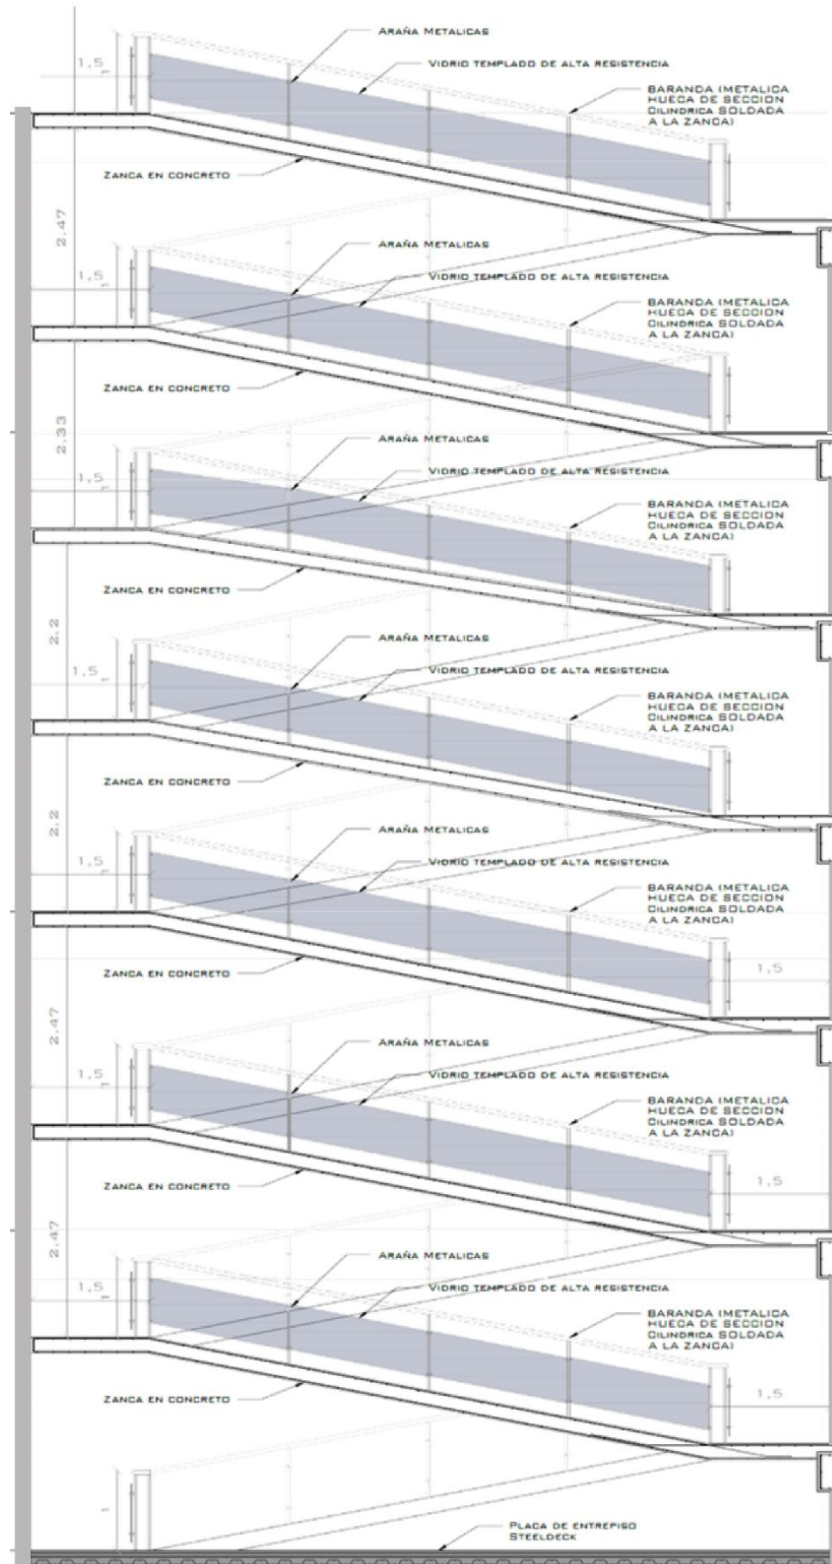 ARAÑA METALICAS
1,5
VIDRIO TEMPLADO DE ALTA RESISTENCIA
1
BARANDA (METALICA
HUECA DE SECCION
CILINDRICA SOLDADA
A LA ZANCA)
ZANCA EN CONCRETO
2.47
ARAÑA METALICAS
1,5
VIDRIO TEMPLADO DE ALTA RESISTENCIA
1
BARANDA (METALICA
HUECA DE SECCION
CILINDRICA SOLDADA
A LA ZANCA)
ZANCA EN CONCRETO
2.33
ARAÑA METALICAS
1,5
VIDRIO TEMPLADO DE ALTA RESISTENCIA
1
BARANDA (METALICA
HUECA DE SECCION
CILINDRICA SOLDADA
A LA ZANCA)
ZANCA EN CONCRETO
2.2
ARAÑA METALICAS
1,5
VIDRIO TEMPLADO DE ALTA RESISTENCIA
1
BARANDA (METALICA
HUECA DE SECCION
CILINDRICA SOLDADA
A LA ZANCA)
ZANCA EN CONCRETO
2.2
ARAÑA METALICAS
1,5
VIDRIO TEMPLADO DE ALTA RESISTENCIA
1
BARANDA (METALICA
HUECA DE SECCION
CILINDRICA SOLDADA
A LA ZANCA)
1,5
ZANCA EN CONCRETO
2.47
ARAÑA METALICAS
1,5
VIDRIO TEMPLADO DE ALTA RESISTENCIA
1
BARANDA (METALICA
HUECA DE SECCION
CILINDRICA SOLDADA
A LA ZANCA)
1,5
ZANCA EN CONCRETO
2.47
ARAÑA METALICAS
1,5
VIDRIO TEMPLADO DE ALTA RESISTENCIA
1
BARANDA (METALICA
HUECA DE SECCION
CILINDRICA SOLDADA
A LA ZANCA)
1,5
ZANCA EN CONCRETO
1
PLACA DE ENTREPISO
STEELDECK